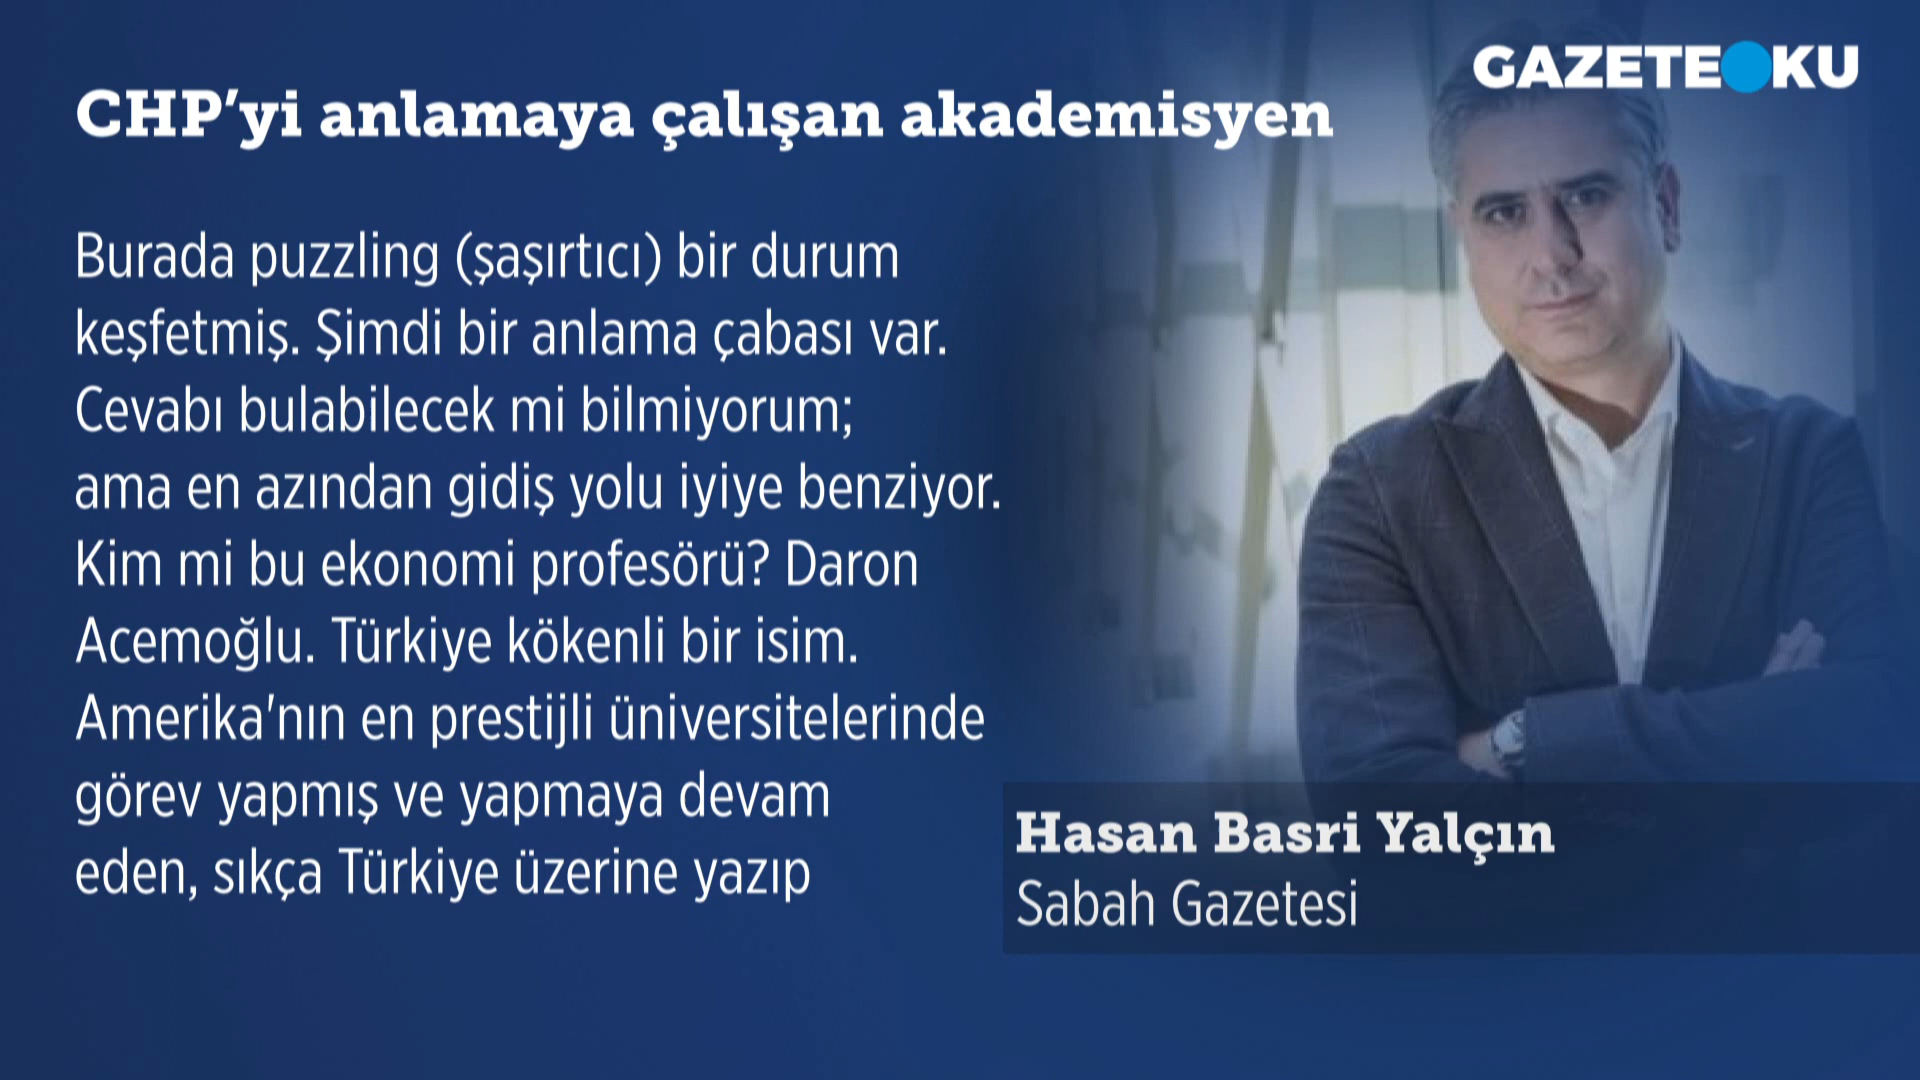 GAZETEOKU
CHP’yi anlamaya çalışan akademisyen
Burada puzzling (şaşırtıcı) bir durum
keşfetmiş. Şimdi bir anlama çabası var.
Cevabı bulabilecek mi bilmiyorum;
ama en azından gidiş yolu iyiye benziyor.
Kim mi bu ekonomi profesörü? Daron
Acemoğlu. Türkiye kökenli bir isim.
Amerika'nın en prestijli üniversitelerinde
görev yapmış ve yapmaya devam
eden, sıkça Türkiye üzerine yazıp
Hasan Basri Yalçın
Sabah Gazetesi